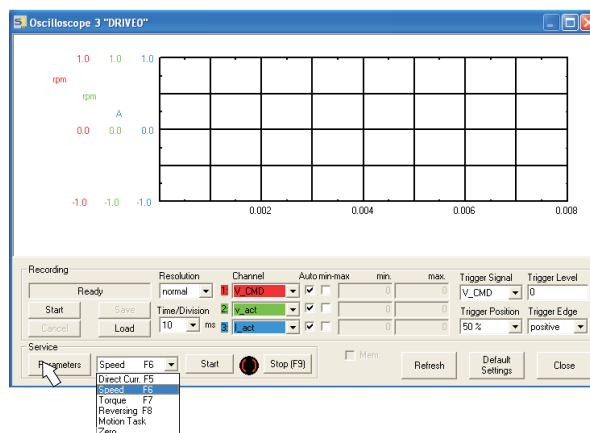 Oscilloscope 3 "DRIVE0"
1.0 1.0 1.0
rpm
rpm
A
0.0 0.0 0.0
-1.0 -1.0 -1.0
0.002 0.004 0.006 0.008
Recording
Resolution Channel Auto min-max min. max. Trigger Signal Trigger Level
Ready normal 1: V_CMD 0 0 V_CMD 0
Start Save Time/Division 2: v_act 0 0 Trigger Position Trigger Edge
Cancel Load 10 ms 3: I_act 0 0 50 % positive
Service
Parameters Speed F6 Start Stop (F9) Mem. Refresh Default Settings Close
Direct Curr. F5
Speed F6
Torque F7
Reversing F8
Motion Task
Zero